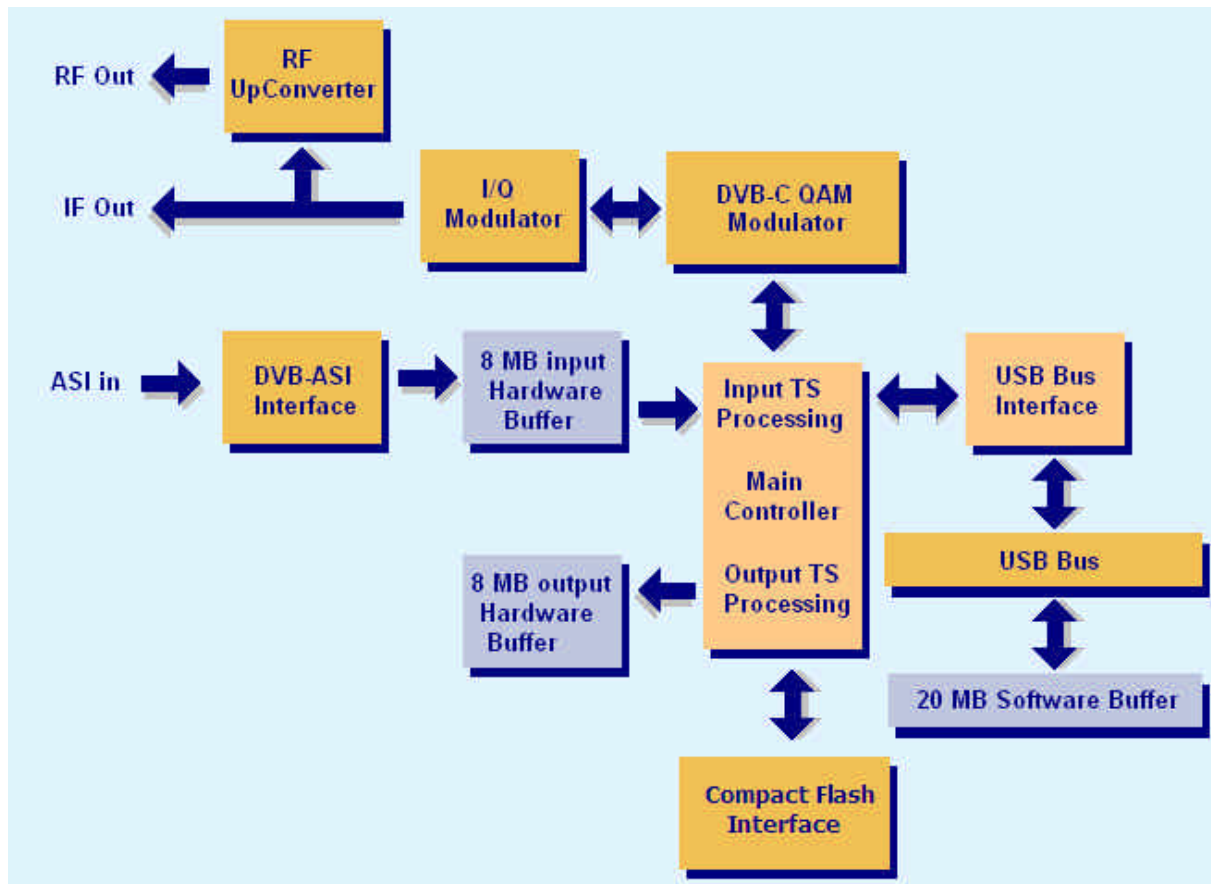 RF Out
RF
UpConverter
IF Out
I/Q
Modulator
DVB-C QAM
Modulator
ASI in
DVB-ASI
Interface
8 MB input
Hardware
Buffer
Input TS
Processing
Main
Controller
Output TS
Processing
USB Bus
Interface
8 MB output
Hardware
Buffer
USB Bus
20 MB Software Buffer
Compact Flash
Interface